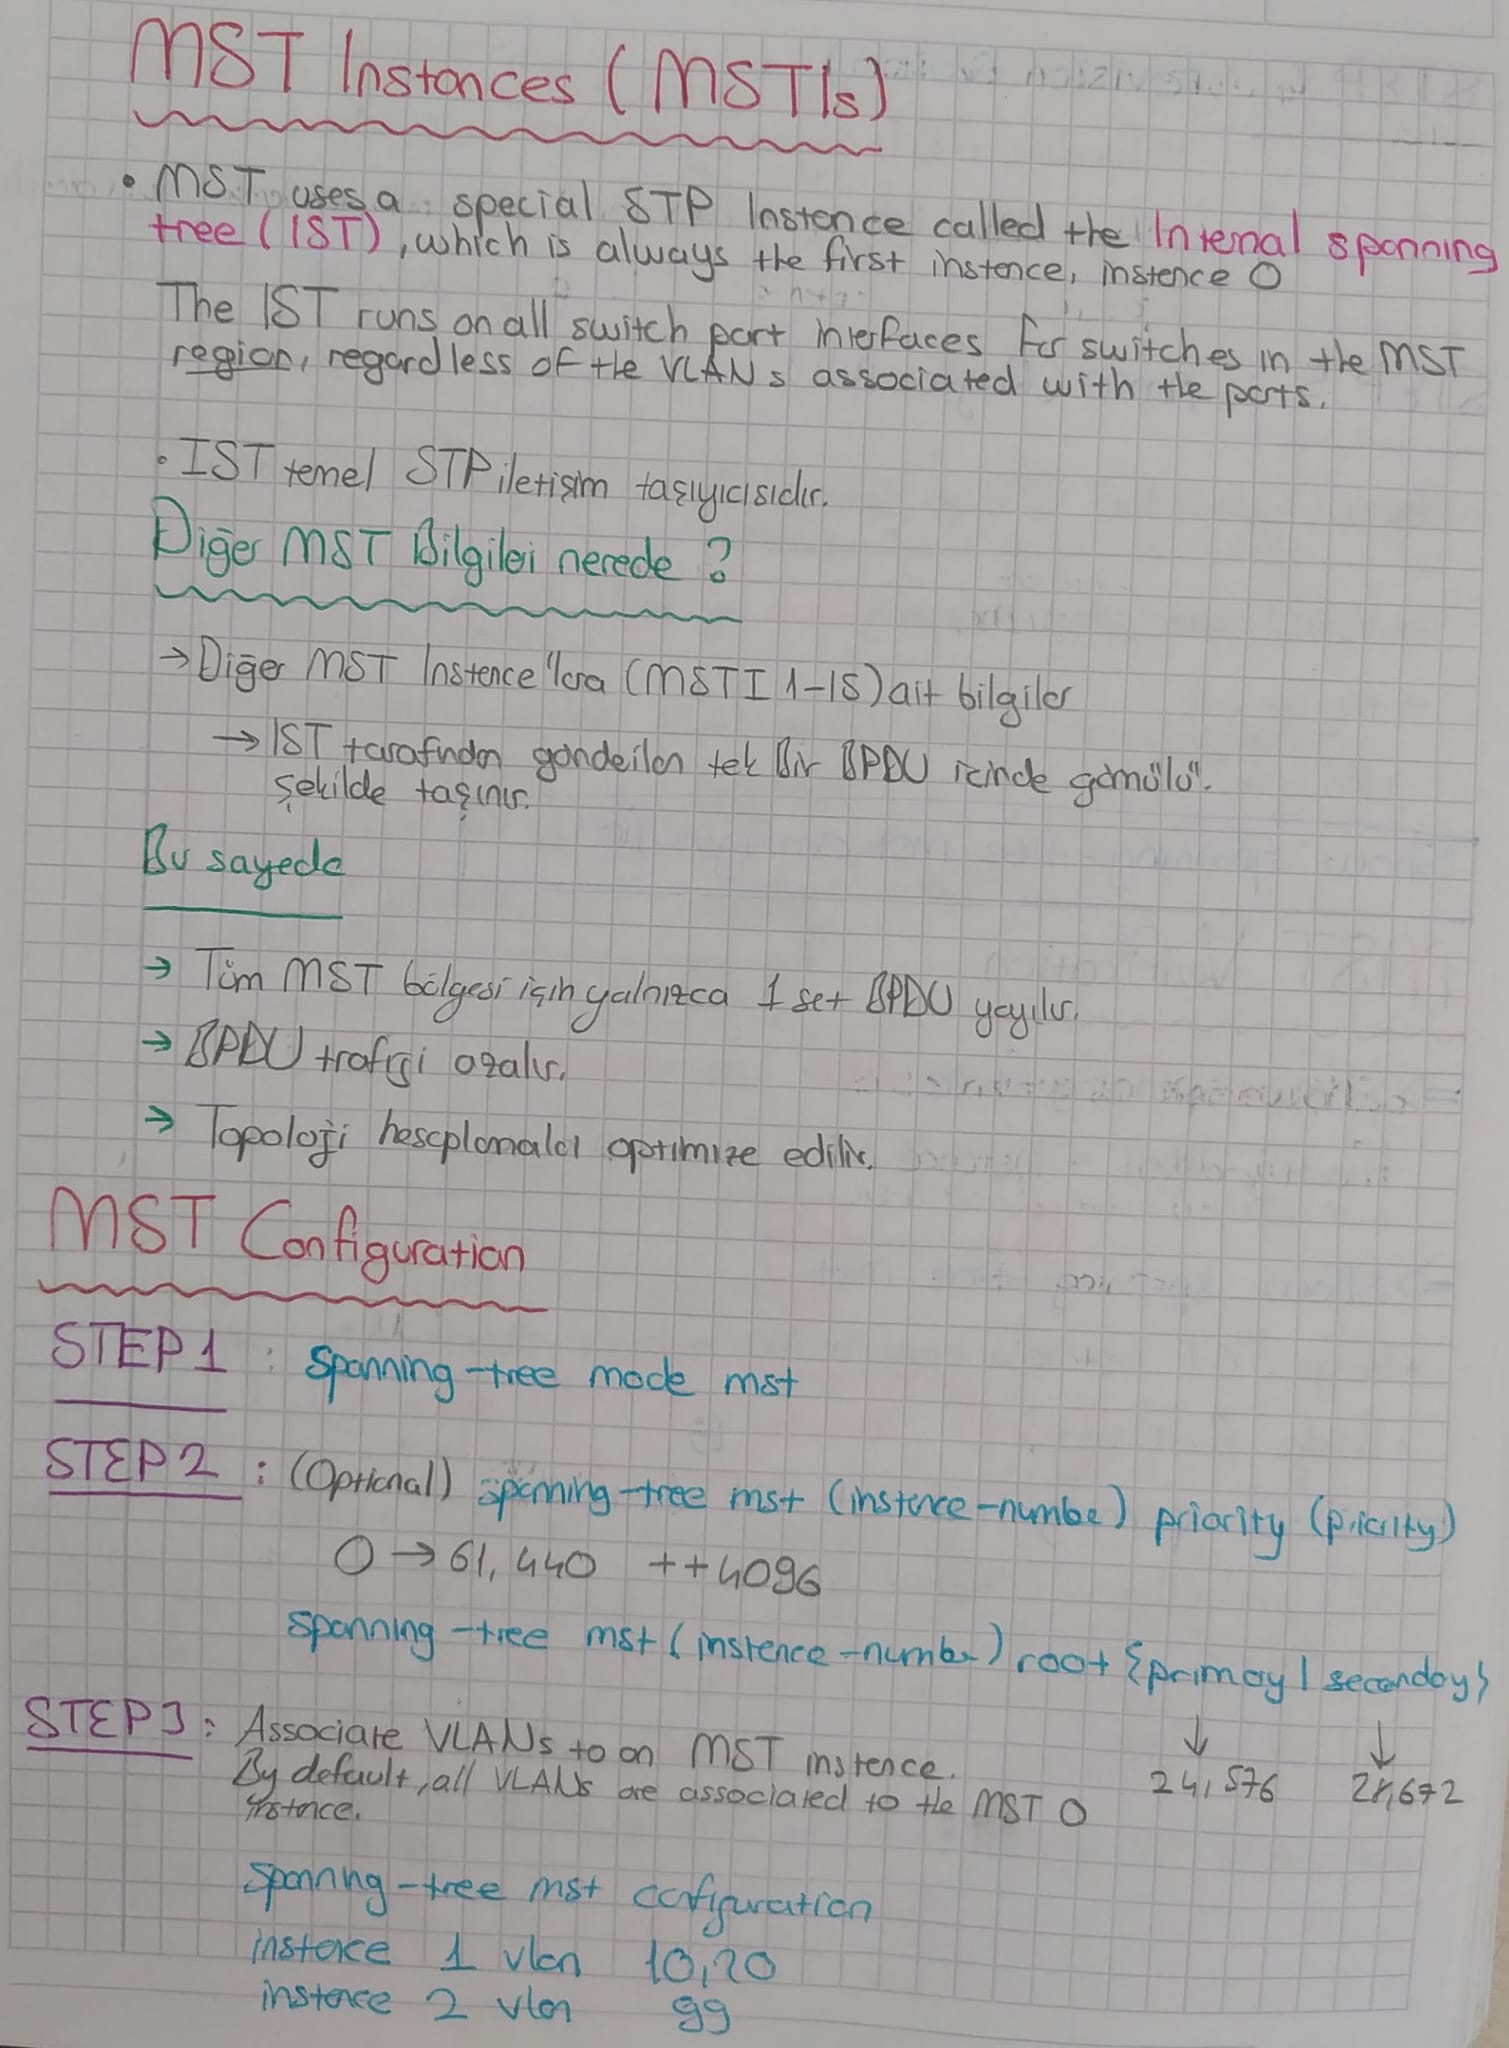 MST Instances (MSTIs)
• MST uses a special STP Instence called the Internal spanning
tree (IST), which is always the first instence, instence 0
The IST runs on all switch port interfaces for switches in the MST
region, regardless of the VLANs associated with the ports.
• IST temel STP iletişim taşıyıcısıdır.
Diğer MST Bilgileri nerede ?
→ Diğer MST Instence'lara (MSTI 1-15) ait bilgiler
→ IST tarafından gönderilen tek Bir BPDU içinde gömülü".
şekilde taşınır.
Bu sayede
→ Tüm MST bölgesi için yalnızca 1 set BPDU yayılır.
→ BPDU trafiği azalır.
→ Topoloji hesaplamaları optimize edilir.
MST Configuration
STEP 1 : spanning-tree mode mst
STEP 2 : (Optional) spanning-tree mst (instence-number) priority (priority)
0 → 61,440 ++4096
spanning-tree mst (instence-number) root {primary | secondary}
↓ ↓
24,576 28,672
STEP 3 : Associate VLANs to an MST instence.
By default, all VLANs are associated to the MST 0
instance.
spanning-tree mst configuration
instence 1 vlan 10,20
instence 2 vlan 99